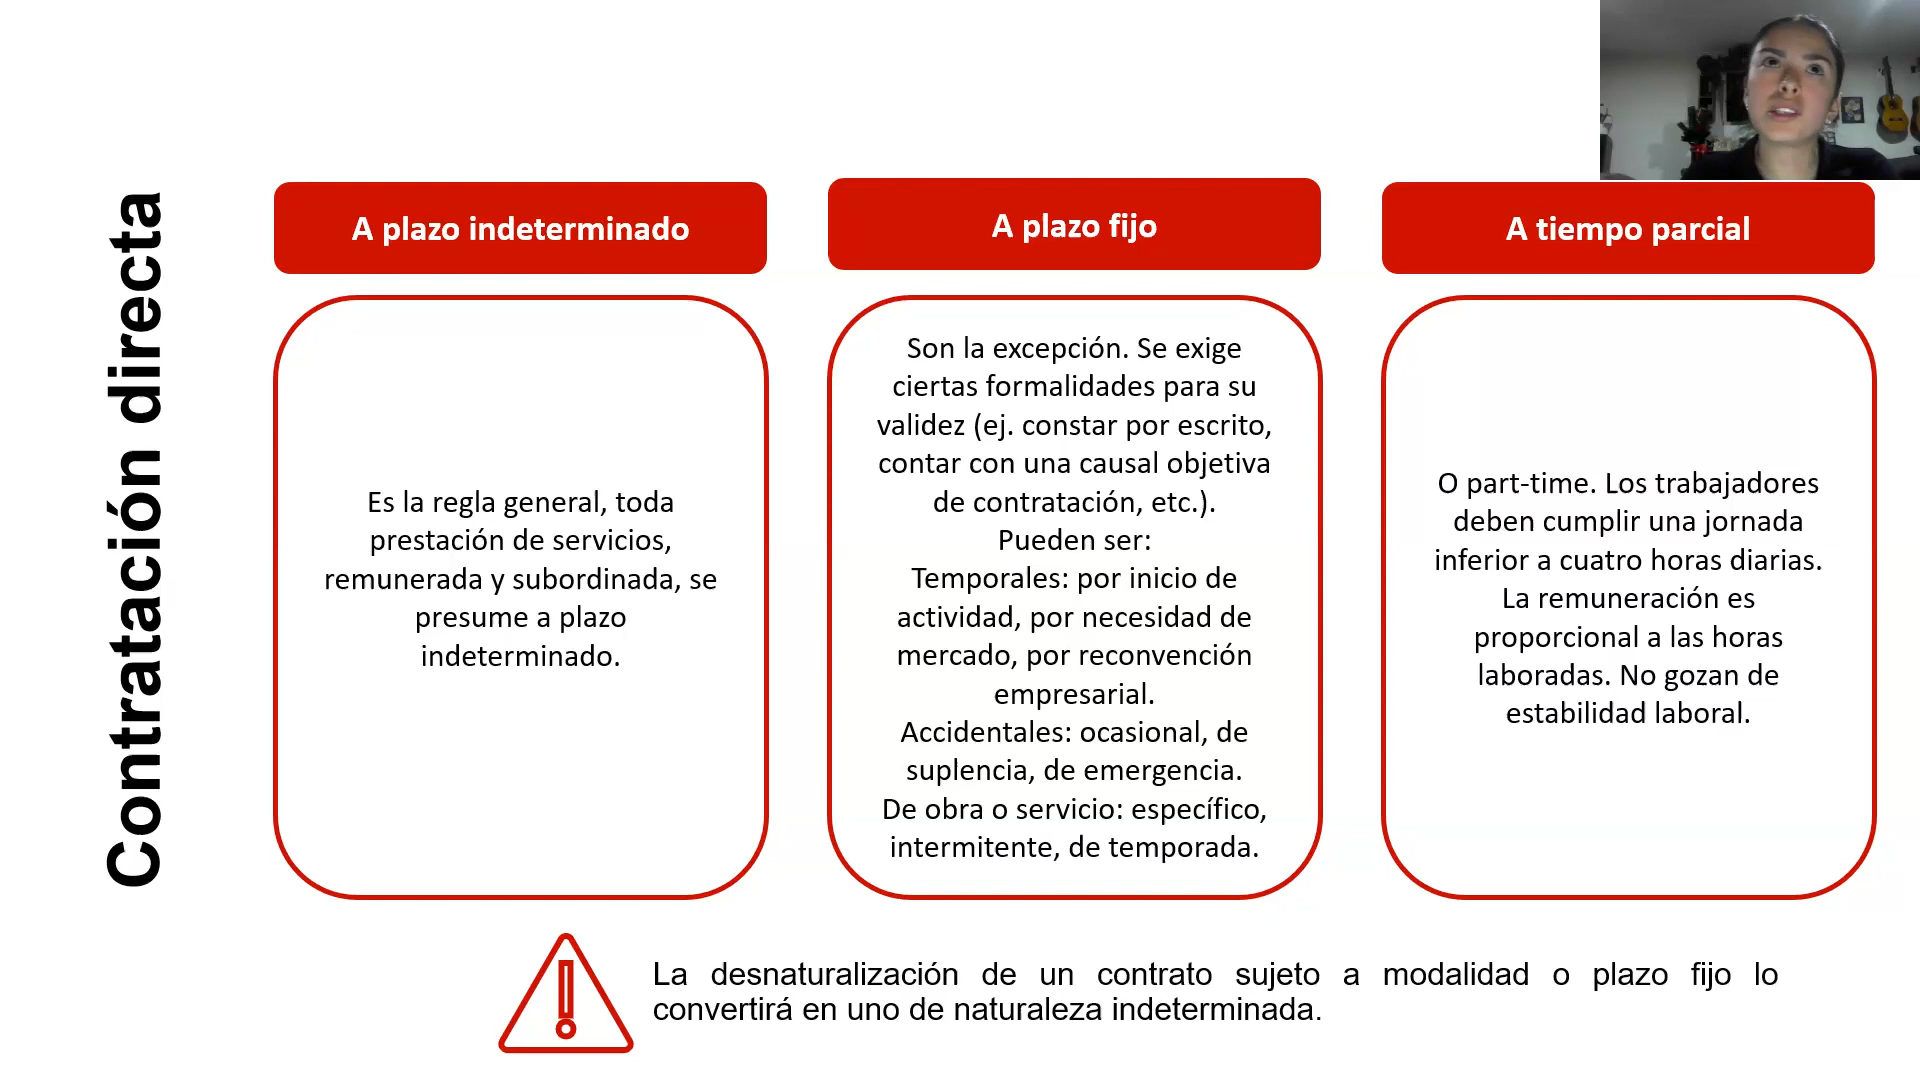 Contratación directa
A plazo indeterminado
Es la regla general, toda
prestación de servicios,
remunerada y subordinada, se
presume a plazo
indeterminado.
A plazo fijo
Son la excepción. Se exige
ciertas formalidades para su
validez (ej. constar por escrito,
contar con una causal objetiva
de contratación, etc.).
Pueden ser:
Temporales: por inicio de
actividad, por necesidad de
mercado, por reconvención
empresarial.
Accidentales: ocasional, de
suplencia, de emergencia.
De obra o servicio: específico,
intermitente, de temporada.
A tiempo parcial
O part-time. Los trabajadores
deben cumplir una jornada
inferior a cuatro horas diarias.
La remuneración es
proporcional a las horas
laboradas. No gozan de
estabilidad laboral.
La desnaturalización de un contrato sujeto a modalidad o plazo fijo lo
convertirá en uno de naturaleza indeterminada.